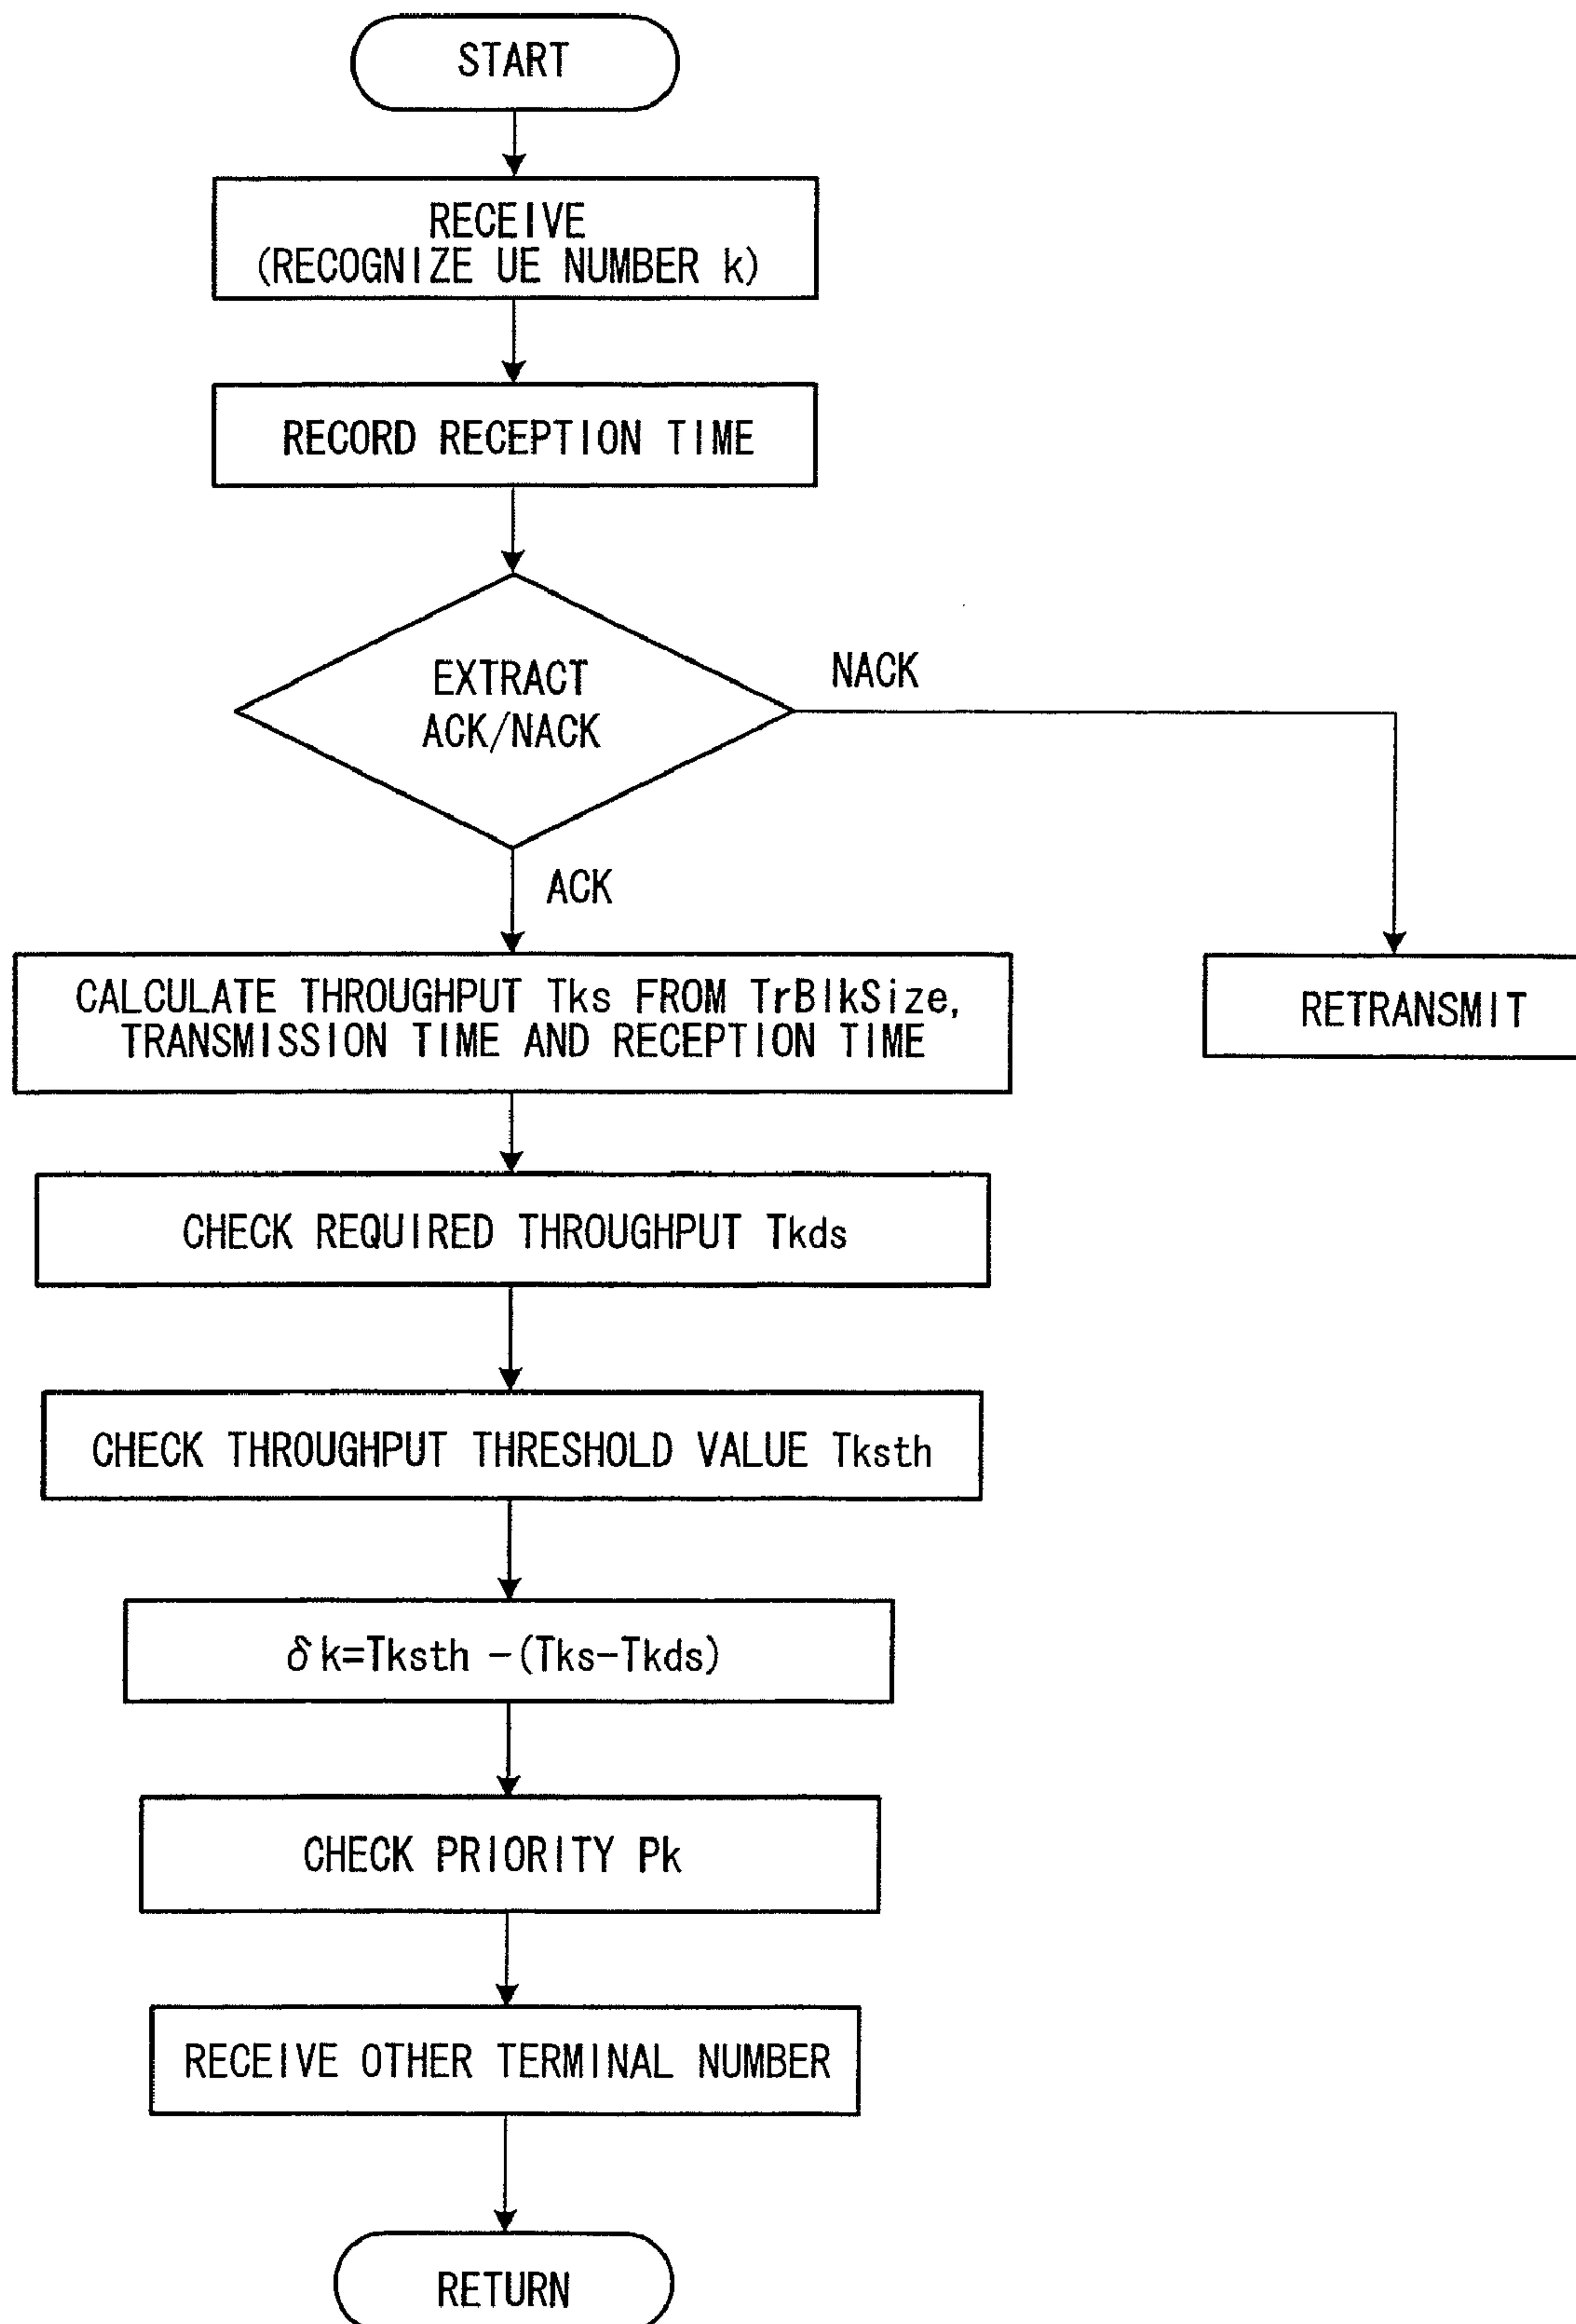 START
RECEIVE
(RECOGNIZE UE NUMBER k)
RECORD RECEPTION TIME
EXTRACT
ACK/NACK
NACK
ACK
CALCULATE THROUGHPUT Tks FROM TrBlkSize,
TRANSMISSION TIME AND RECEPTION TIME
RETRANSMIT
CHECK REQUIRED THROUGHPUT Tkds
CHECK THROUGHPUT THRESHOLD VALUE Tksth
δk=Tksth -(Tks-Tkds)
CHECK PRIORITY Pk
RECEIVE OTHER TERMINAL NUMBER
RETURN